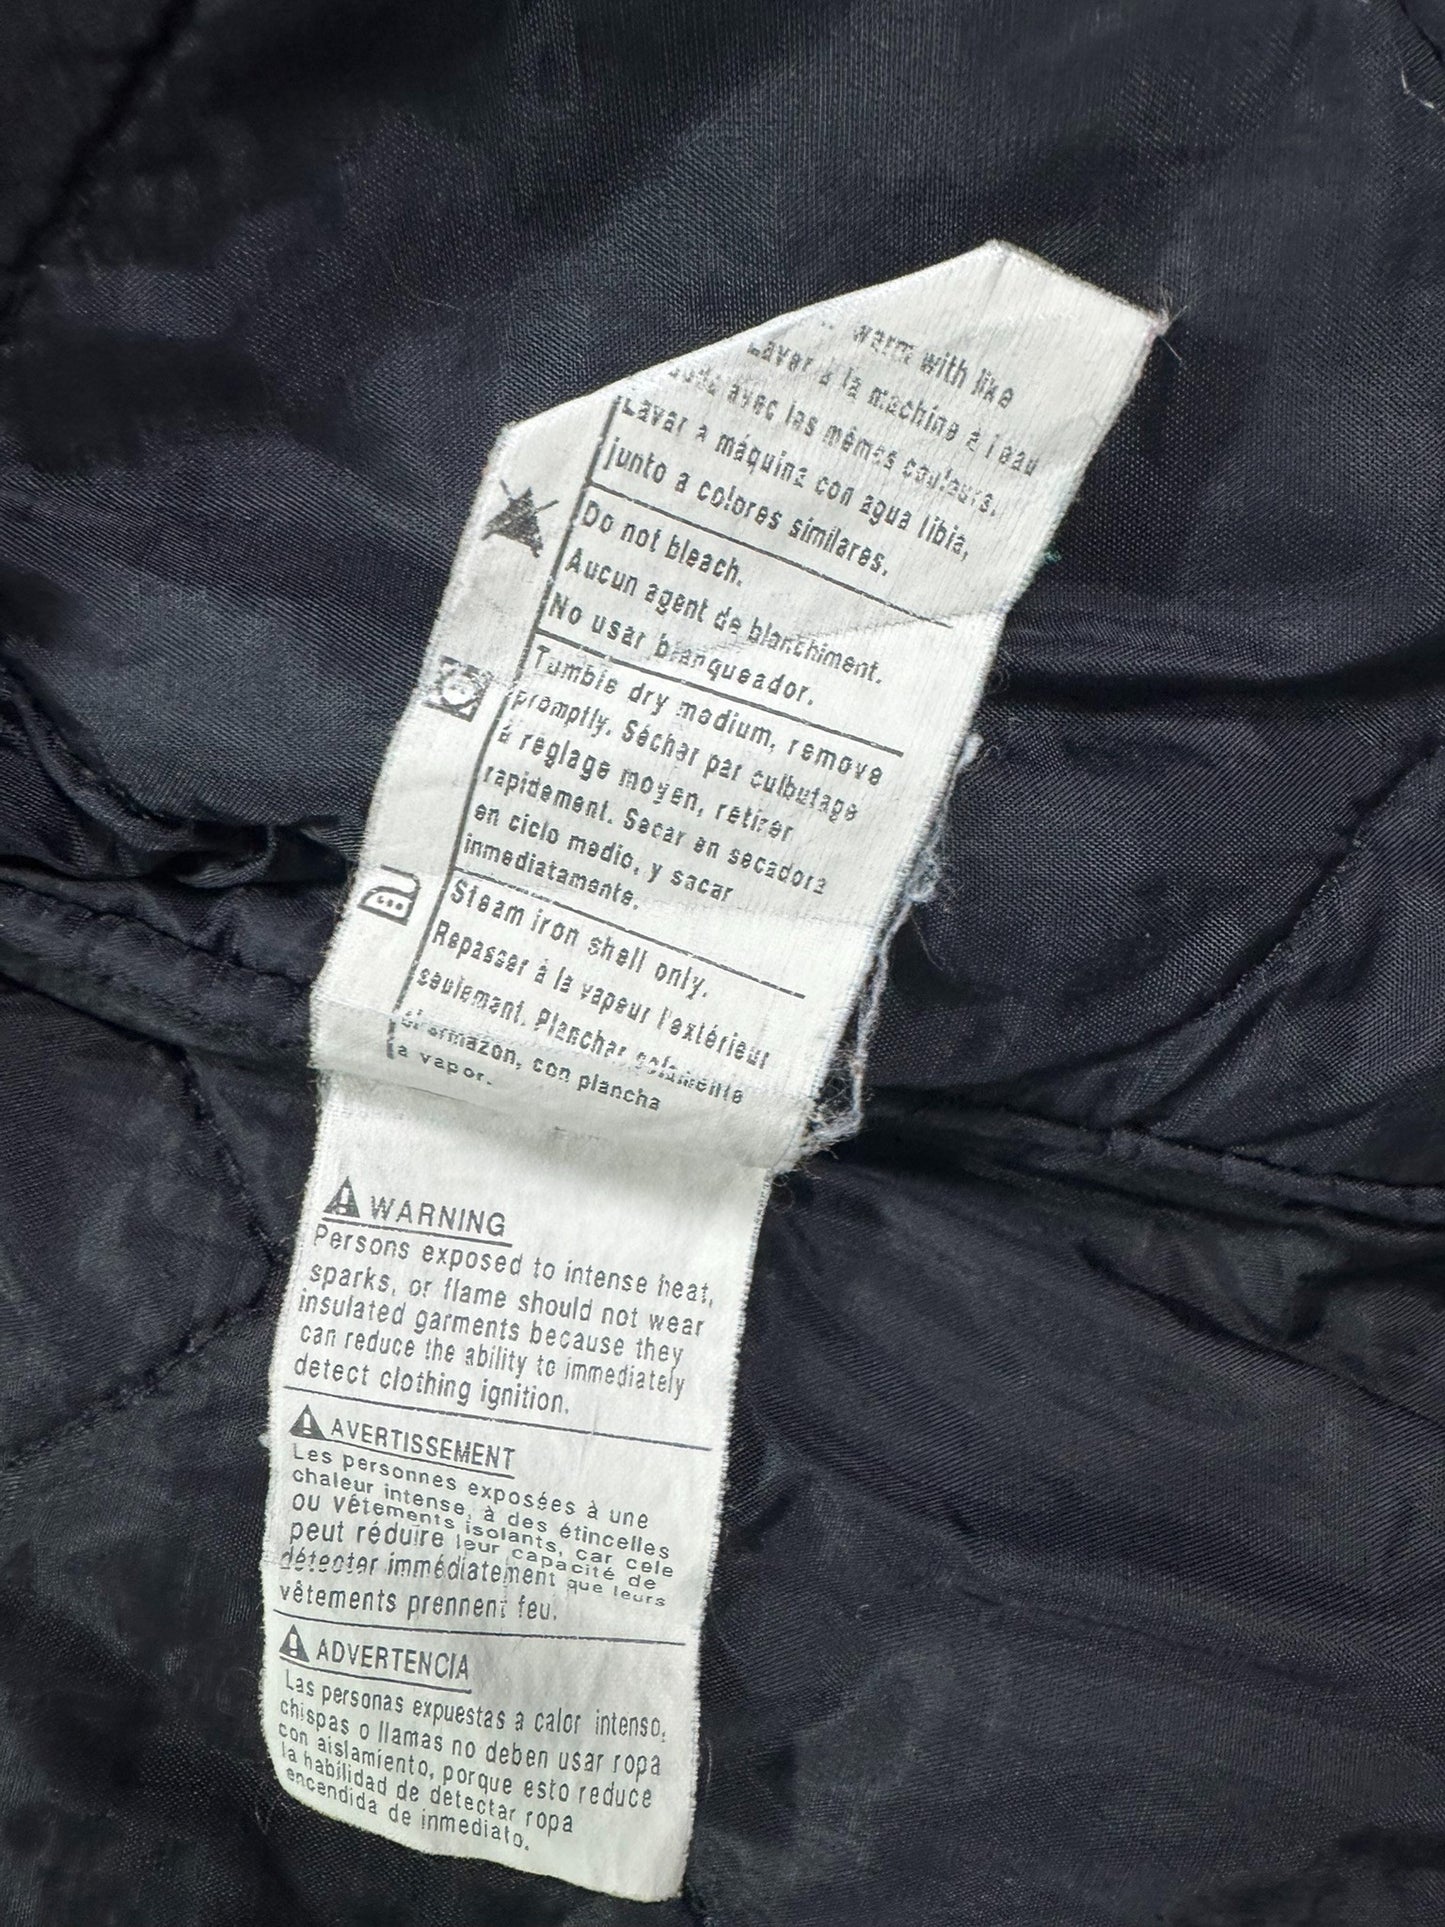 warm with like
Laver à la machine à l'eau
avec les mêmes couleurs.
Lavar a máquina con agua tibia,
junto a colores similares.
Do not bleach.
Aucun agent de blanchiment.
No usar blanqueador.
Tumble dry medium, remove
promptly. Sécher par culbutage
à réglage moyen, retirer
rapidement. Secar en secadora
en ciclo medio, y sacar
inmediatamente.
Steam iron shell only.
Repasser à la vapeur l'extérieur
seulement. Planchar solamente
el armazón, con plancha
a vapor.
WARNING
Persons exposed to intense heat,
sparks, or flame should not wear
insulated garments because they
can reduce the ability to immediately
detect clothing ignition.
AVERTISSEMENT
Les personnes exposées à une
chaleur intense, à des étincelles
ou vêtements isolants, car cele
peut réduire leur capacité de
détecter immédiatement que leurs
vêtements prennent feu.
ADVERTENCIA
Las personas expuestas a calor intenso,
chispas o llamas no deben usar ropa
con aislamiento, porque esto reduce
la habilidad de detectar ropa
encendida de inmediato.